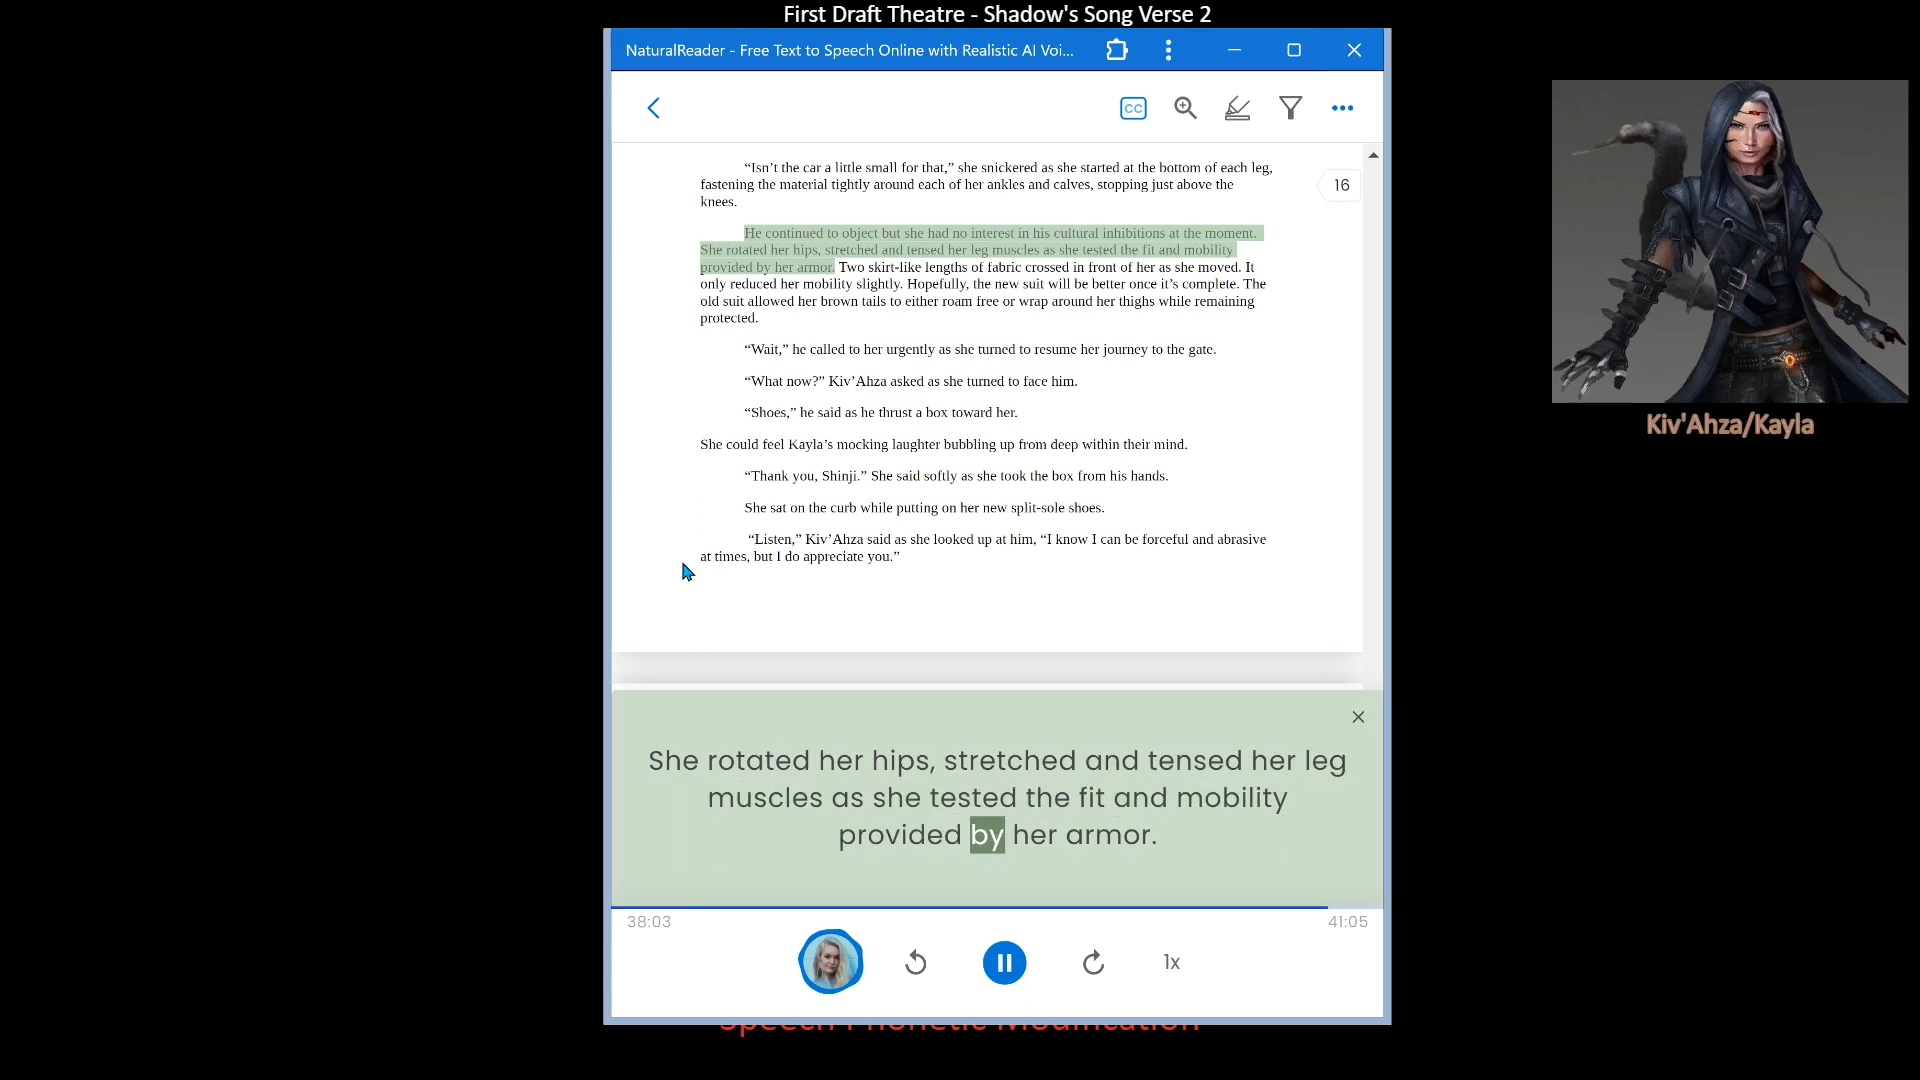 First Draft Theatre - Shadow's Song Verse 2
NaturalReader - Free Text to Speech Online with Realistic AI Voi...
CC
16
“Isn’t the car a little small for that,” she snickered as she started at the bottom of each leg,
fastening the material tightly around each of her ankles and calves, stopping just above the
knees.
He continued to object but she had no interest in his cultural inhibitions at the moment.
She rotated her hips, stretched and tensed her leg muscles as she tested the fit and mobility
provided by her armor. Two skirt-like lengths of fabric crossed in front of her as she moved. It
only reduced her mobility slightly. Hopefully, the new suit will be better once it’s complete. The
old suit allowed her brown tails to either roam free or wrap around her thighs while remaining
protected.
“Wait,” he called to her urgently as she turned to resume her journey to the gate.
“What now?” Kiv’Ahza asked as she turned to face him.
“Shoes,” he said as he thrust a box toward her.
She could feel Kayla’s mocking laughter bubbling up from deep within their mind.
“Thank you, Shinji.” She said softly as she took the box from his hands.
She sat on the curb while putting on her new split-sole shoes.
“Listen,” Kiv’Ahza said as she looked up at him, “I know I can be forceful and abrasive
at times, but I do appreciate you.”
Kiv'Ahza/Kayla
She rotated her hips, stretched and tensed her leg
muscles as she tested the fit and mobility
provided by her armor.
38:03
41:05
1x
Speech Phonetic Modification